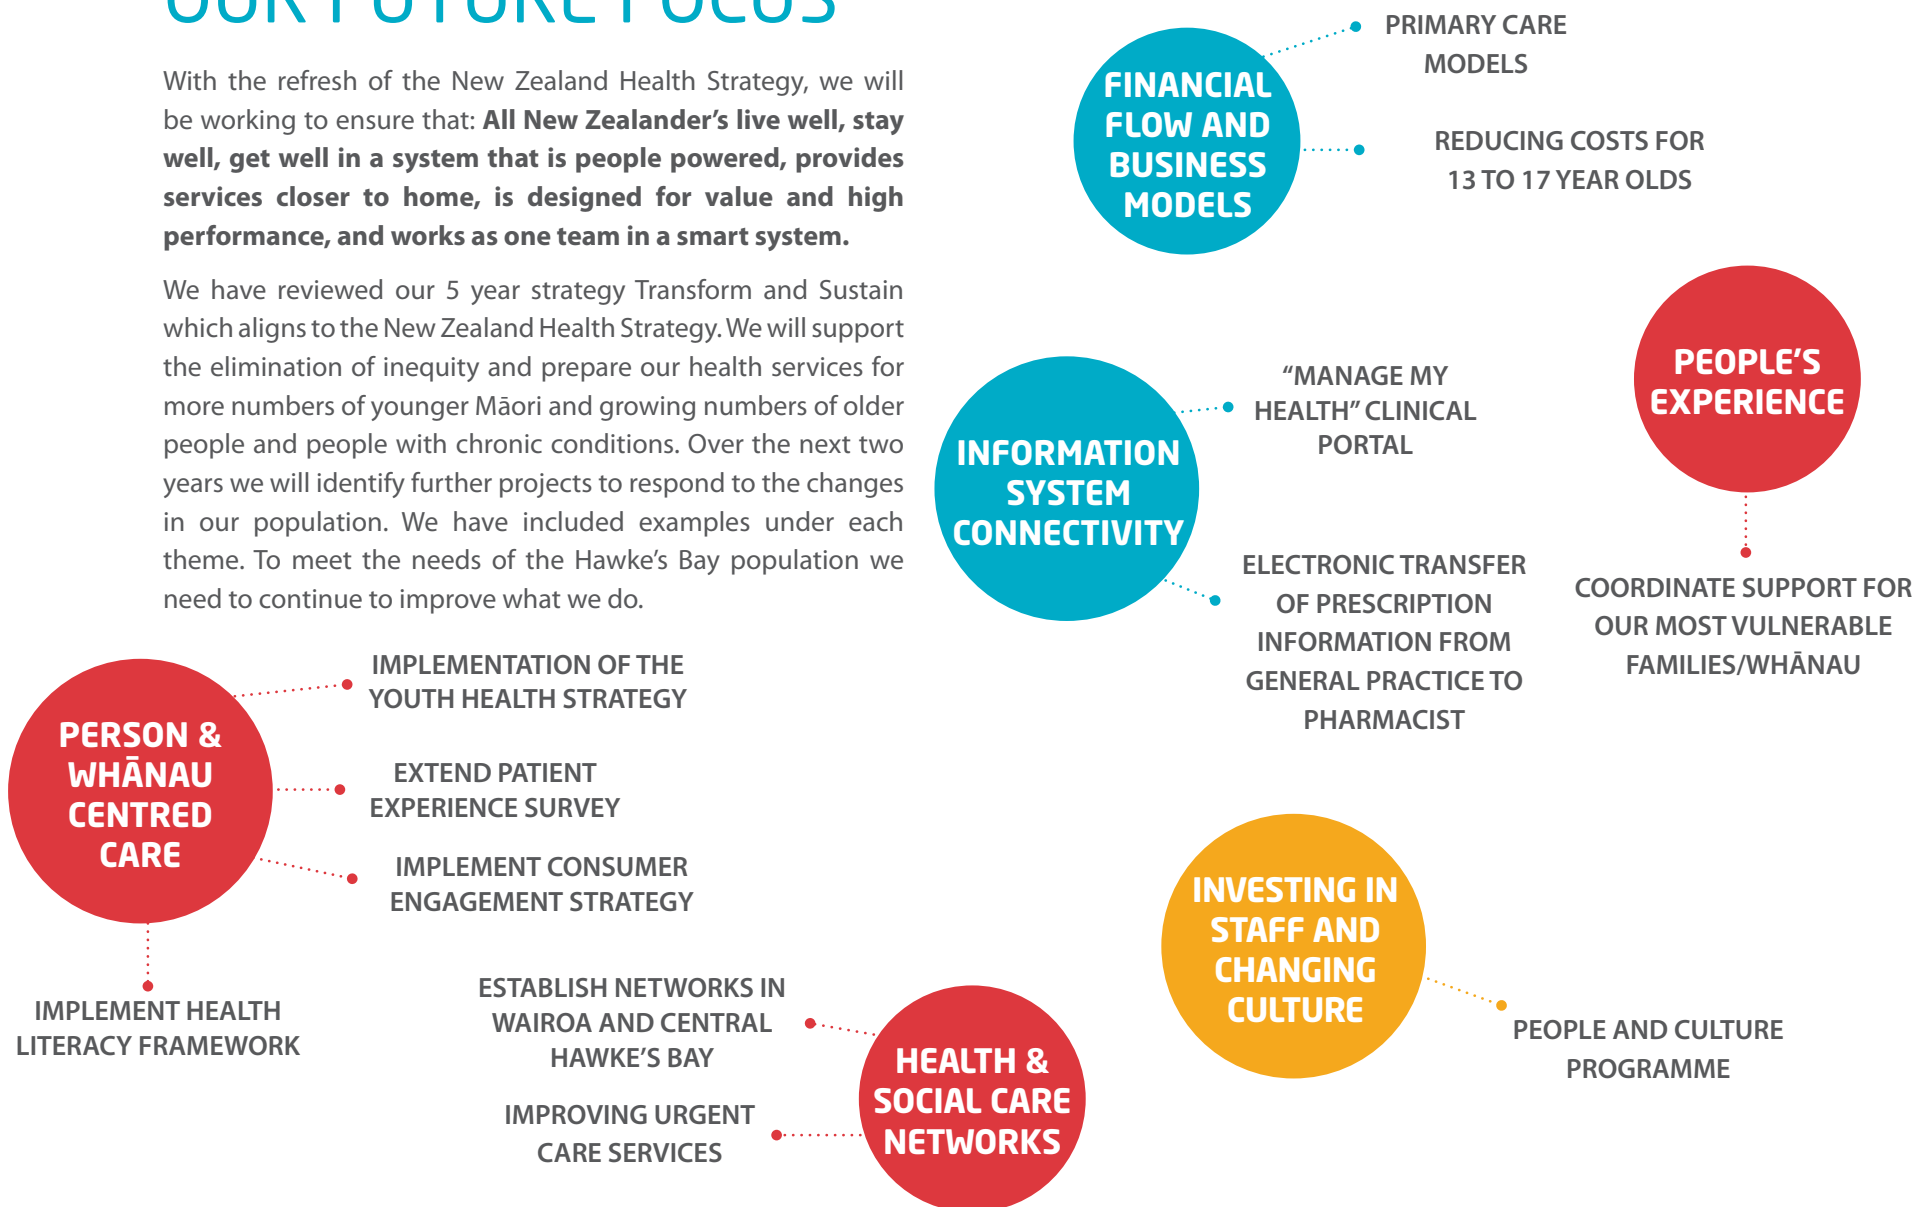 OUR FUTURE FOCUS
With the refresh of the New Zealand Health Strategy, we will
be working to ensure that: All New Zealander’s live well, stay
well, get well in a system that is people powered, provides
services closer to home, is designed for value and high
performance, and works as one team in a smart system.
We have reviewed our 5 year strategy Transform and Sustain
which aligns to the New Zealand Health Strategy. We will support
the elimination of inequity and prepare our health services for
more numbers of younger Māori and growing numbers of older
people and people with chronic conditions. Over the next two
years we will identify further projects to respond to the changes
in our population. We have included examples under each
theme. To meet the needs of the Hawke’s Bay population we
need to continue to improve what we do.
FINANCIAL
FLOW AND
BUSINESS
MODELS
PRIMARY CARE
MODELS
REDUCING COSTS FOR
13 TO 17 YEAR OLDS
PEOPLE’S
EXPERIENCE
COORDINATE SUPPORT FOR
OUR MOST VULNERABLE
FAMILIES/WHĀNAU
INFORMATION
SYSTEM
CONNECTIVITY
“MANAGE MY
HEALTH” CLINICAL
PORTAL
ELECTRONIC TRANSFER
OF PRESCRIPTION
INFORMATION FROM
GENERAL PRACTICE TO
PHARMACIST
PERSON &
WHĀNAU
CENTRED
CARE
IMPLEMENTATION OF THE
YOUTH HEALTH STRATEGY
EXTEND PATIENT
EXPERIENCE SURVEY
IMPLEMENT CONSUMER
ENGAGEMENT STRATEGY
IMPLEMENT HEALTH
LITERACY FRAMEWORK
HEALTH &
SOCIAL CARE
NETWORKS
ESTABLISH NETWORKS IN
WAIROA AND CENTRAL
HAWKE’S BAY
IMPROVING URGENT
CARE SERVICES
INVESTING IN
STAFF AND
CHANGING
CULTURE
PEOPLE AND CULTURE
PROGRAMME